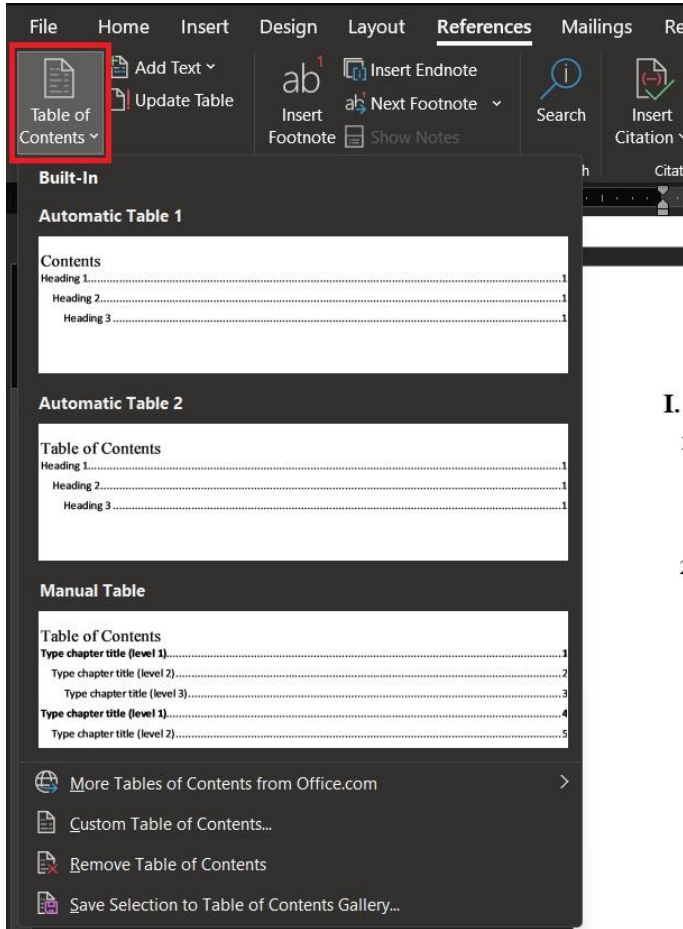 File Home Insert Design Layout References Mailings Re
Table of
Contents
Add Text
Update Table
ab1
Insert
Footnote
Insert Endnote
ab1 Next Footnote
Show Notes
Search
Insert
Citation
h
Citat
Built-In
Automatic Table 1
Contents
Heading 1.....1
Heading 2.....1
Heading 3.....1
Automatic Table 2
Table of Contents
Heading 1.....1
Heading 2.....1
Heading 3.....1
Manual Table
Table of Contents
Type chapter title (level 1).....1
Type chapter title (level 2).....2
Type chapter title (level 3).....3
Type chapter title (level 1).....4
Type chapter title (level 2).....5
More Tables of Contents from Office.com
Custom Table of Contents...
Remove Table of Contents
Save Selection to Table of Contents Gallery...
I.